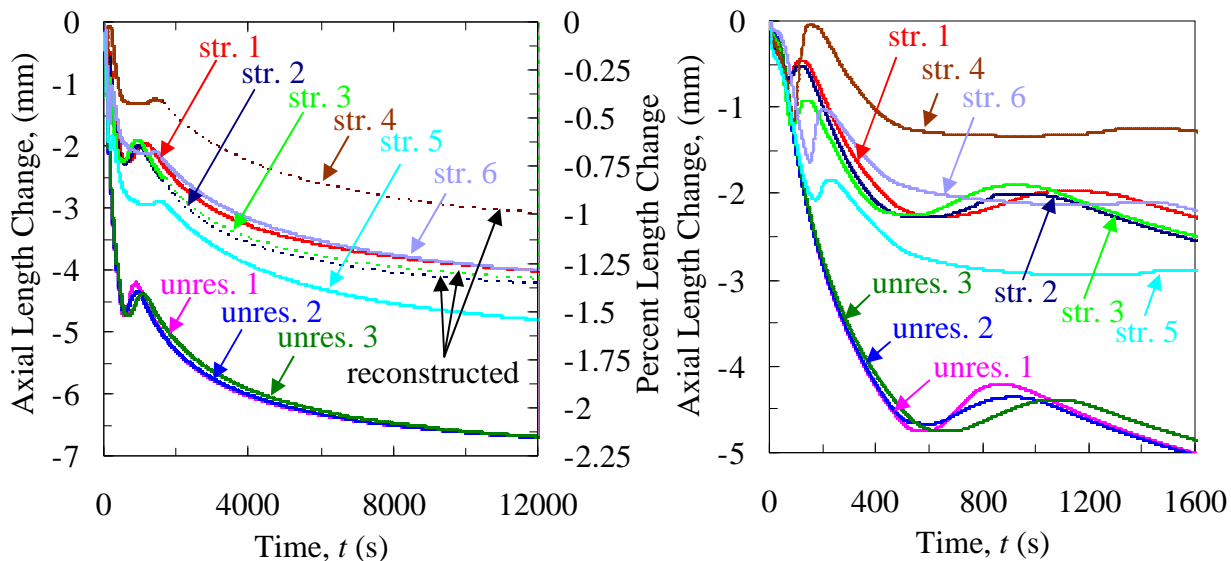 0
-1
-2
-3
-4
-5
-6
-7
Axial Length Change, (mm)
0
4000
8000
12000
Time, t (s)
0
-0.25
-0.5
-0.75
-1
-1.25
-1.5
-1.75
-2
-2.25
Percent Length Change
str. 1
str. 2
str. 3
str. 4
str. 5
str. 6
unres. 1
unres. 2
unres. 3
reconstructed
0
-1
-2
-3
-4
-5
Axial Length Change, (mm)
0
400
800
1200
1600
Time, t (s)
str. 1
str. 4
str. 6
str. 2
str. 3
str. 5
unres. 3
unres. 2
unres. 1